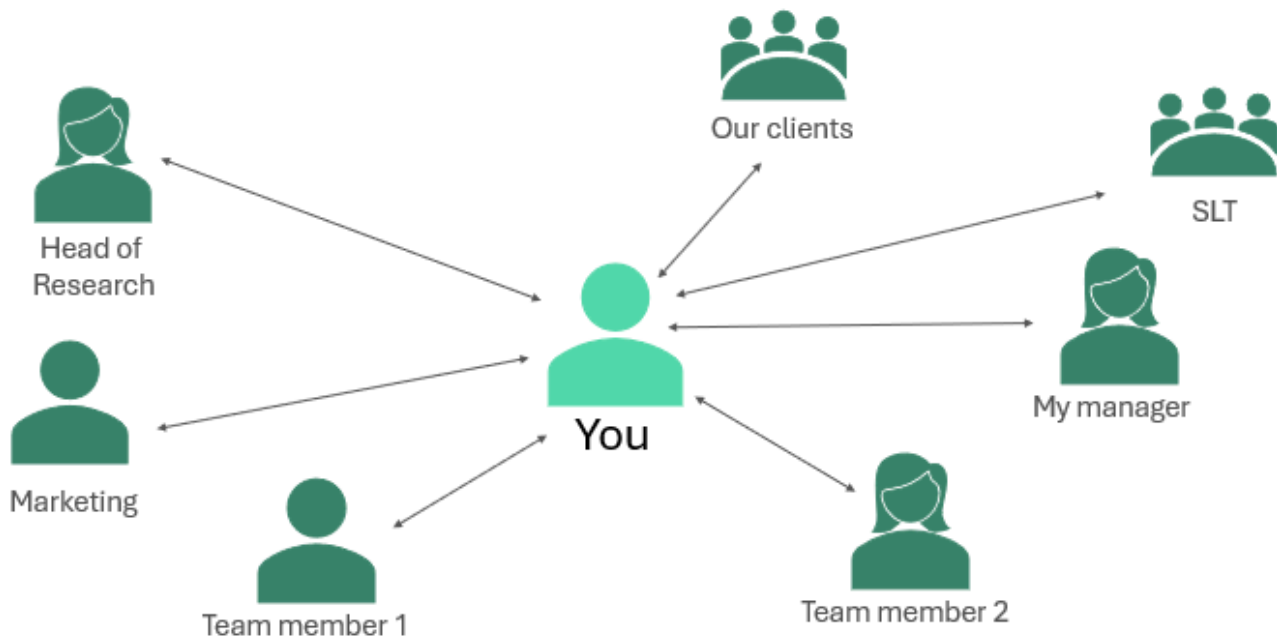 Our clients
SLT
Head of
Research
My manager
You
Marketing
Team member 1
Team member 2